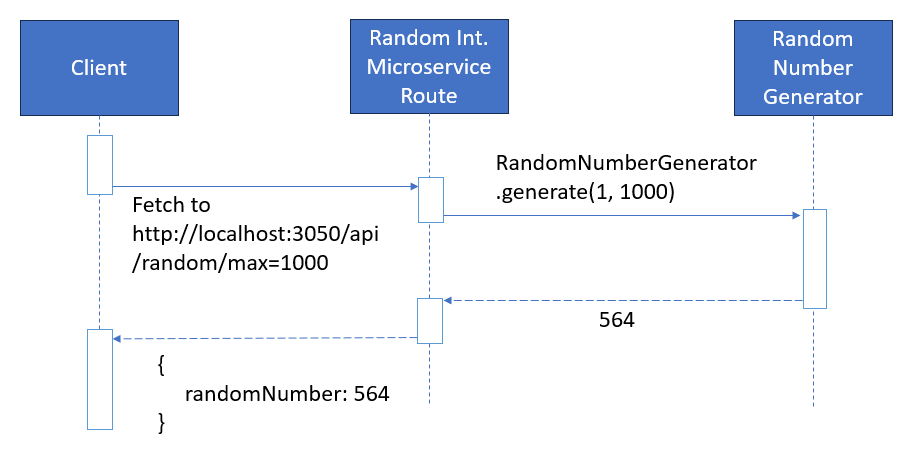 Client
Random Int.
Microservice
Route
Random
Number
Generator
RandomNumberGenerator
.generate(1, 1000)
Fetch to
http://localhost:3050/api
/random/max=1000
564
{
randomNumber: 564
}